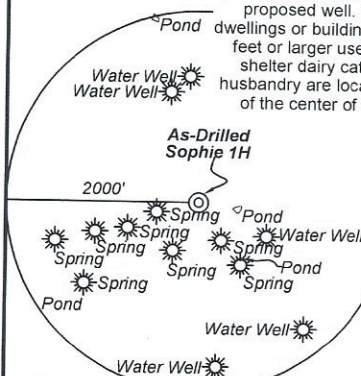 proposed well.
dwellings or buildin
feet or larger use
shelter dairy cat
husbandry are loca
of the center of
Pond
Water Well
Water Well
As-Drilled
Sophie 1H
2000'
Spring
Pond
Spring
Spring
Spring
Water Well
Spring
Spring
Pond
Spring
Spring
Pond
Water Well
Water Well